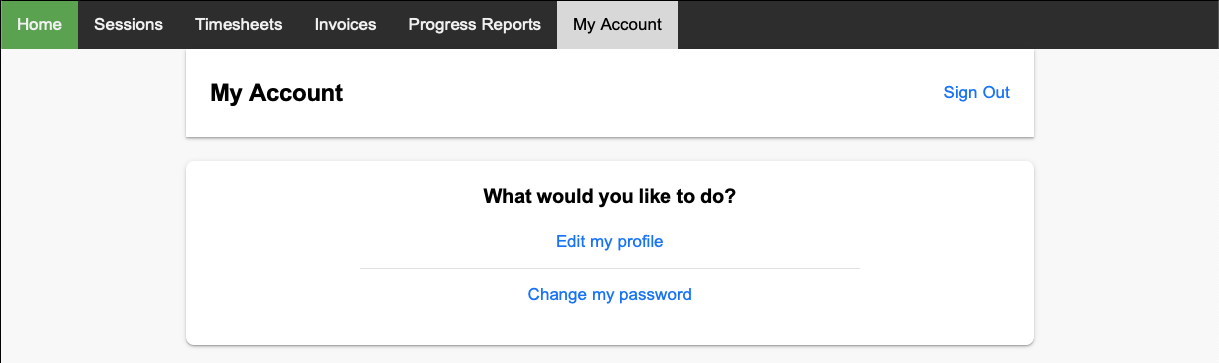 Home Sessions Timesheets Invoices Progress Reports My Account
My Account Sign Out
What would you like to do?
Edit my profile
Change my password